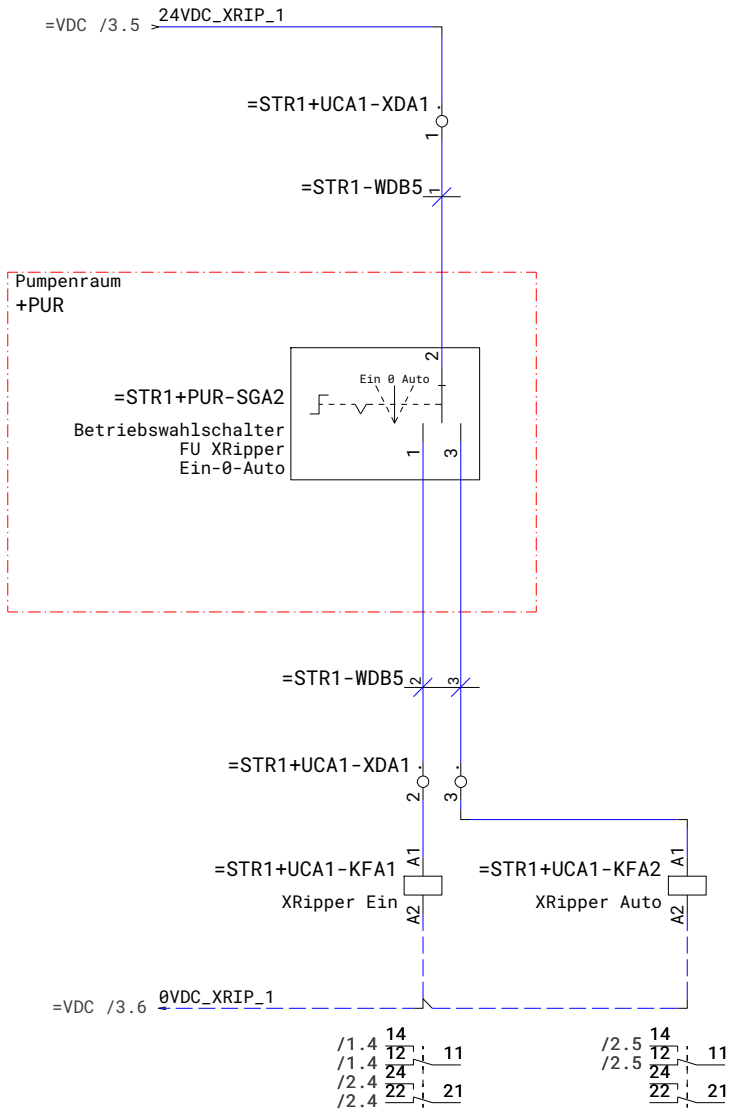 24VDC_XRIP_1
=VDC /3.5
=STR1+UCA1-XDA1
1
=STR1-WDB5
1
Pumpenraum
+PUR
2
Ein 0 Auto
=STR1+PUR-SGA2
Betriebswahlschalter
FU XRipper
Ein-0-Auto
1
3
=STR1-WDB5
2
3
=STR1+UCA1-XDA1
2
3
A1
A1
=STR1+UCA1-KFA1
=STR1+UCA1-KFA2
XRipper Ein
XRipper Auto
A2
A2
0VDC_XRIP_1
=VDC /3.6
/1.4 14
/1.4 12 11
/2.4 24
/2.4 22 21
/2.5 14
/2.5 12 11
24
22 21